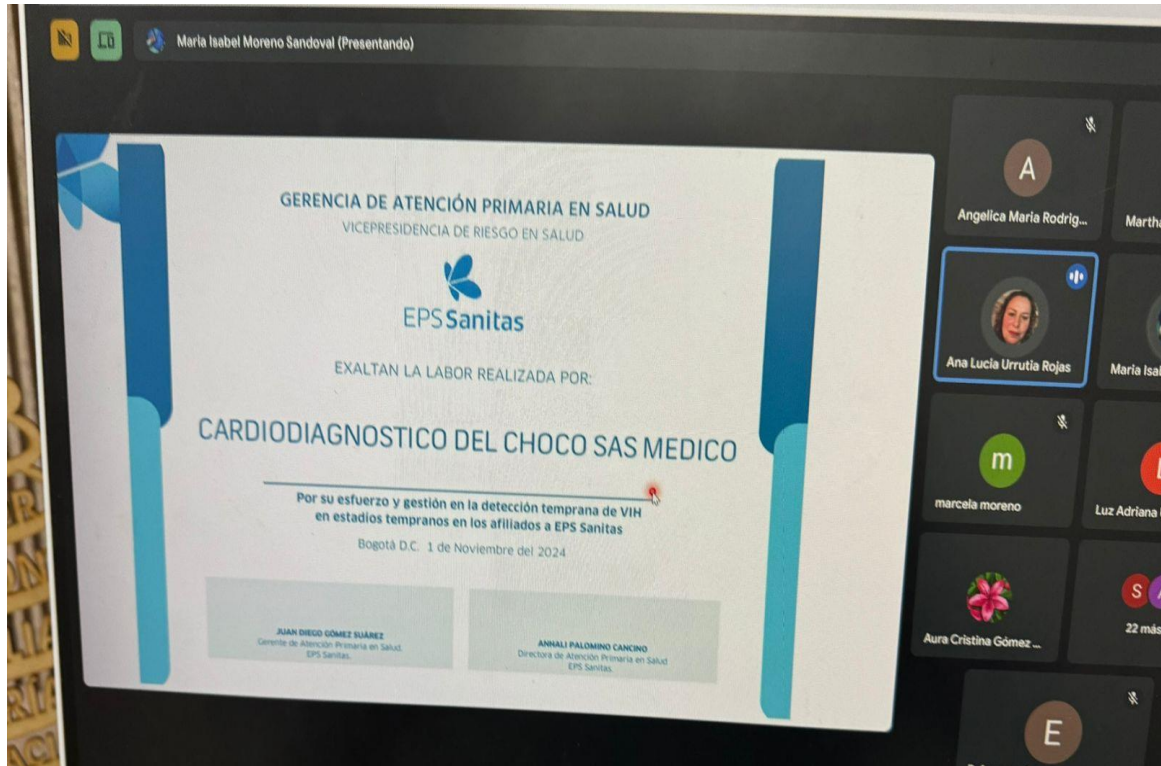 Maria Isabel Moreno Sandoval (Presentando)
GERENCIA DE ATENCIÓN PRIMARIA EN SALUD
VICEPRESIDENCIA DE RIESGO EN SALUD
EPS Sanitas
EXALTAN LA LABOR REALIZADA POR:
CARDIODIAGNOSTICO DEL CHOCO SAS MEDICO
Por su esfuerzo y gestión en la detección temprana de VIH
en estadios tempranos en los afiliados a EPS Sanitas
Bogotá D.C. 1 de Noviembre del 2024
JUAN DIEGO GÓMEZ SUÁREZ
Gerente de Atención Primaria en Salud.
EPS Sanitas.
ANNALI PALOMINO CANCINO
Directora de Atención Primaria en Salud
EPS Sanitas
A
Angelica Maria Rodrig...
Martha
Ana Lucia Urrutia Rojas
Maria Isa
m
marcela moreno
Luz Adriana
Aura Cristina Gómez ...
S
22 más
E